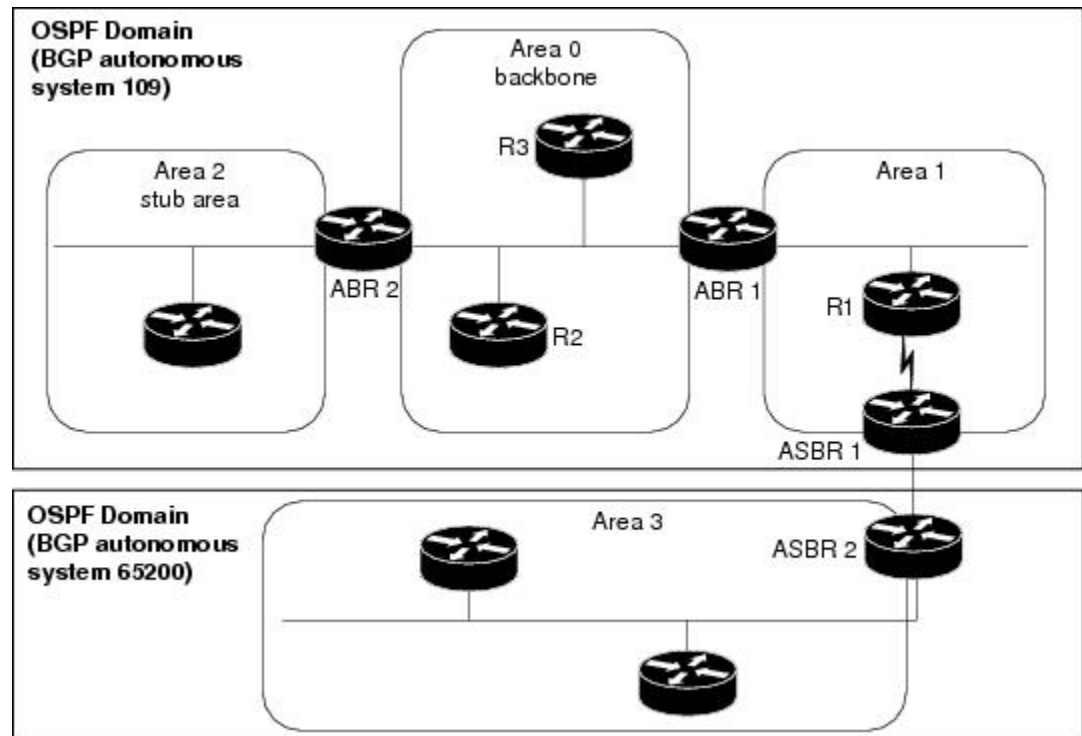 OSPF Domain
(BGP autonomous
system 109)
Area 0
backbone
R3
Area 2
stub area
Area 1
ABR 2
ABR 1
R1
R2
ASBR 1
OSPF Domain
(BGP autonomous
system 65200)
Area 3
ASBR 2